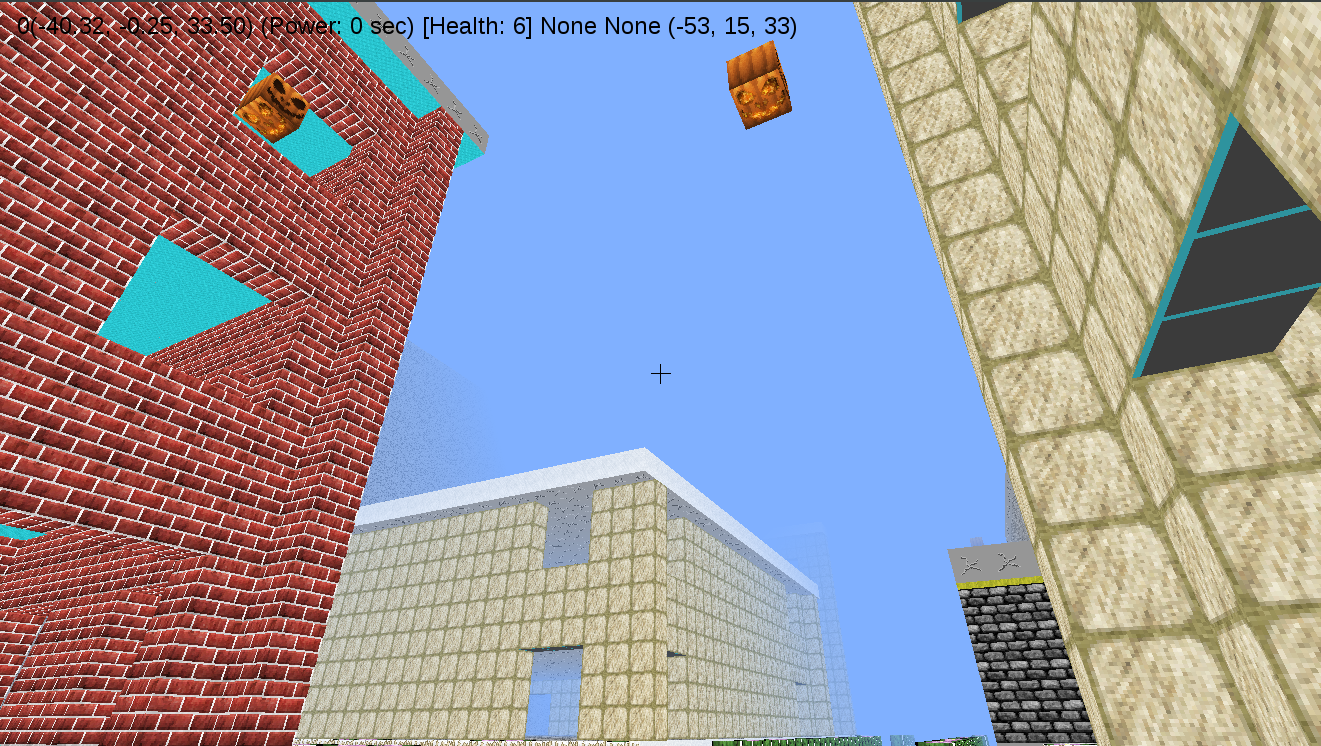 0(-40.32, -0.25, 33.50) (Power: 0 sec) [Health: 6] None None (-53, 15, 33)